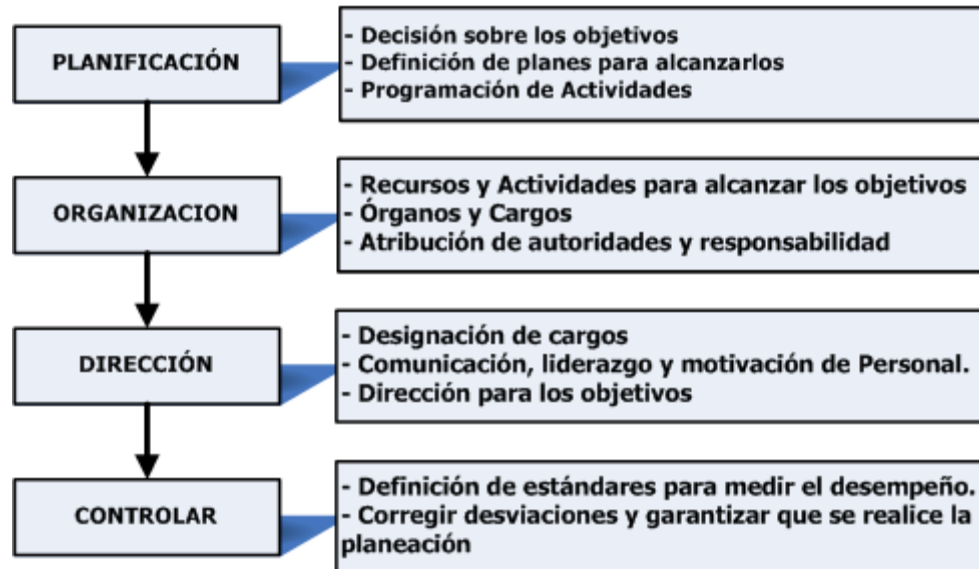 PLANIFICACIÓN
- Decisión sobre los objetivos
- Definición de planes para alcanzarlos
- Programación de Actividades
ORGANIZACION
- Recursos y Actividades para alcanzar los objetivos
- Órganos y Cargos
- Atribución de autoridades y responsabilidad
DIRECCIÓN
- Designación de cargos
- Comunicación, liderazgo y motivación de Personal.
- Dirección para los objetivos
CONTROLAR
- Definición de estándares para medir el desempeño.
- Corregir desviaciones y garantizar que se realice la
planeación